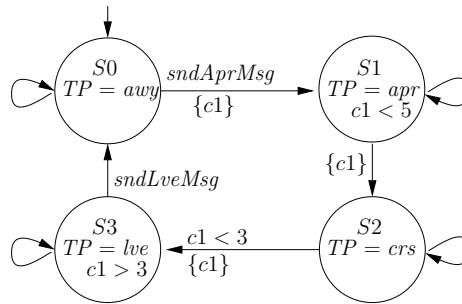 S0
TP = awy
sndAprMsg
{c1}
S1
TP = apr
c1 < 5
{c1}
sndLveMsg
S3
TP = lve
c1 > 3
c1 < 3
{c1}
S2
TP = crs